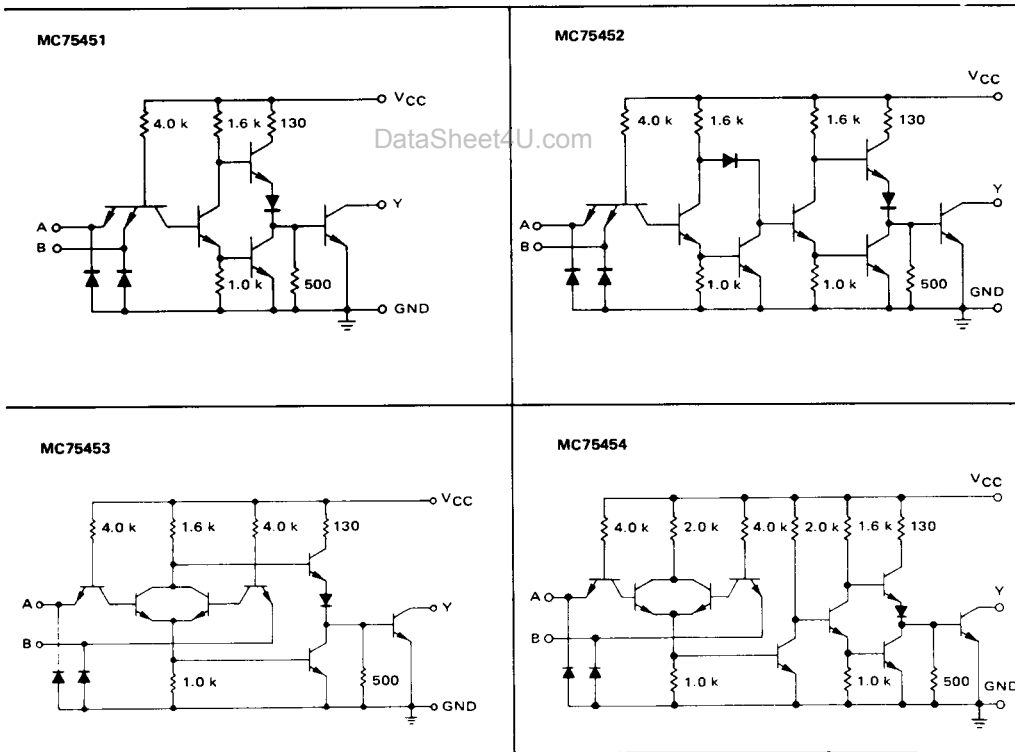 MC75451
VCC
4.0 k 1.6 k 130
A
B
Y
1.0 k 500
GND
MC75452
VCC
4.0 k 1.6 k 1.6 k 130
A
B
Y
1.0 k 1.0 k 500
GND
DataSheet4U.com
MC75453
VCC
4.0 k 1.6 k 4.0 k 130
A
B
Y
1.0 k 500
GND
MC75454
VCC
4.0 k 2.0 k 4.0 k 2.0 k 1.6 k 130
A
B
Y
1.0 k 1.0 k 500
GND